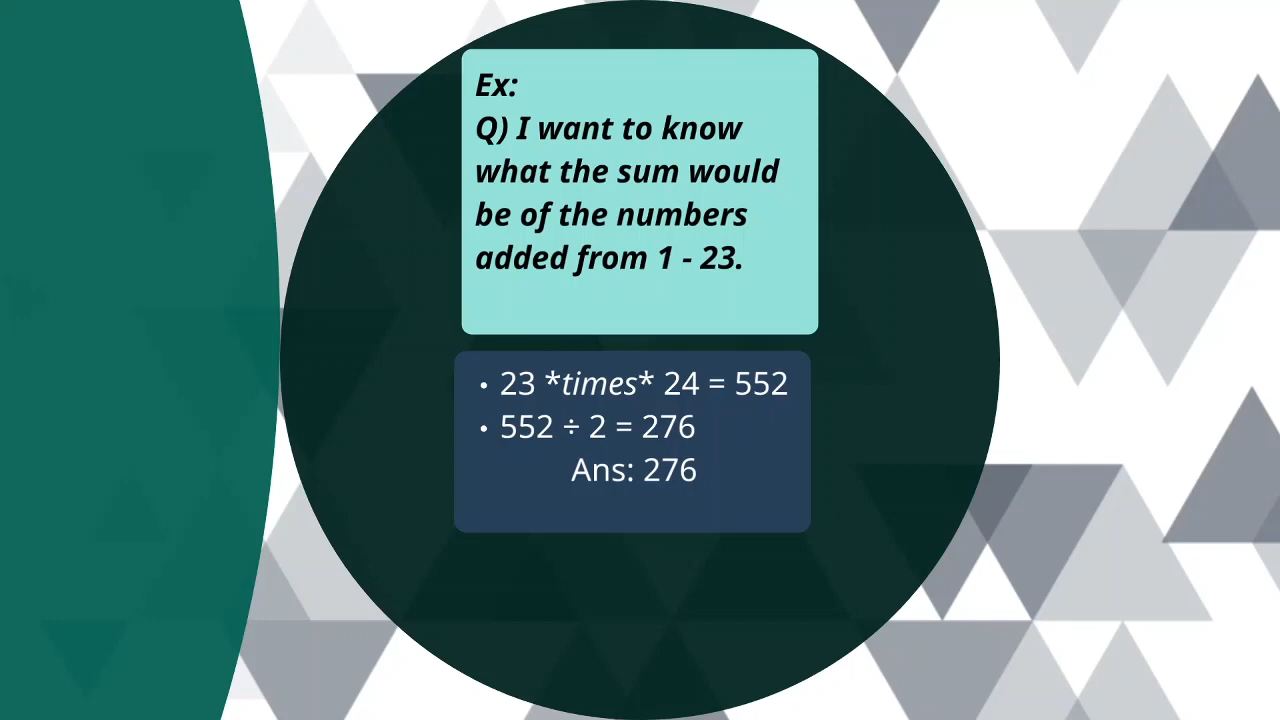 Ex:
Q) I want to know
what the sum would
be of the numbers
added from 1 - 23.
• 23 *times* 24 = 552
• 552 ÷ 2 = 276
Ans: 276